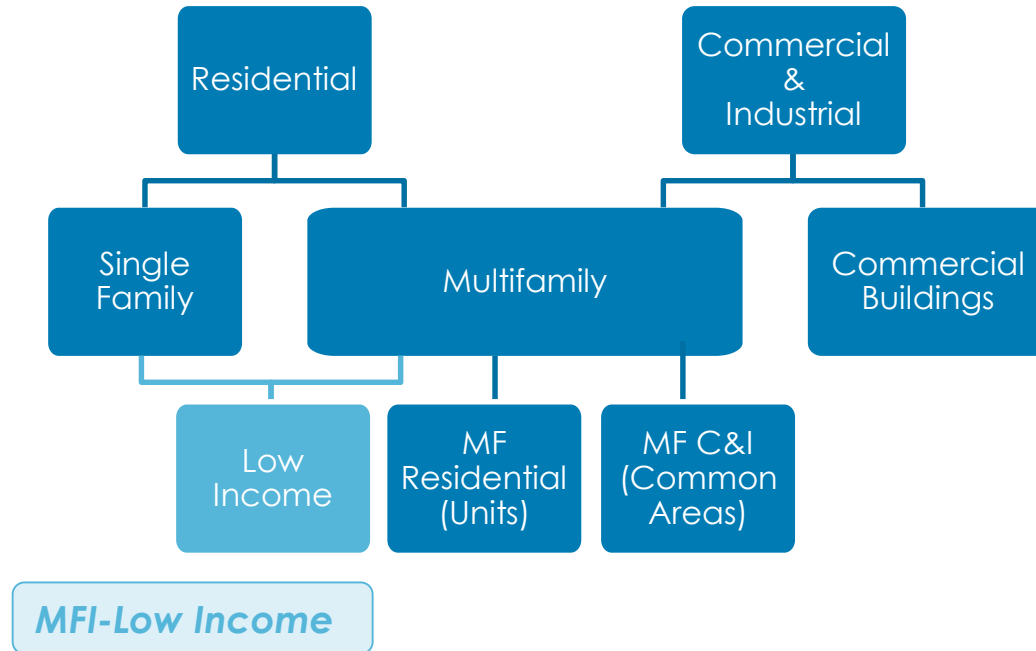 Residential
Commercial
&
Industrial
Single
Family
Multifamily
Commercial
Buildings
Low
Income
MF
Residential
(Units)
MF C&I
(Common
Areas)
MFI-Low Income